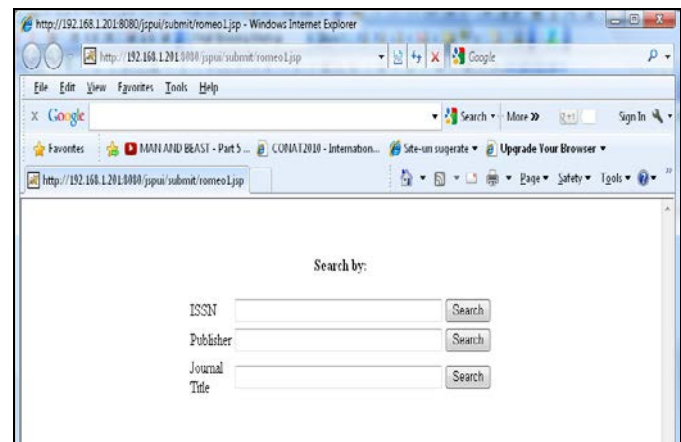 http://192.168.1.201:8080/jspui/submit/romeo1.jsp - Windows Internet Explorer
http://192.168.1.201:8080/jspui/submit/romeo1.jsp Google
File Edit View Favorites Tools Help
x Google Search More » Sign In
Favorites MAN AND BEAST - Part 5 ... CONAT2010 - Internation... Site-uri sugerate Upgrade Your Browser
http://192.168.1.201:8080/jspui/submit/romeo1.jsp Page Safety Tools
Search by:
ISSN Search
Publisher Search
Journal
Title Search